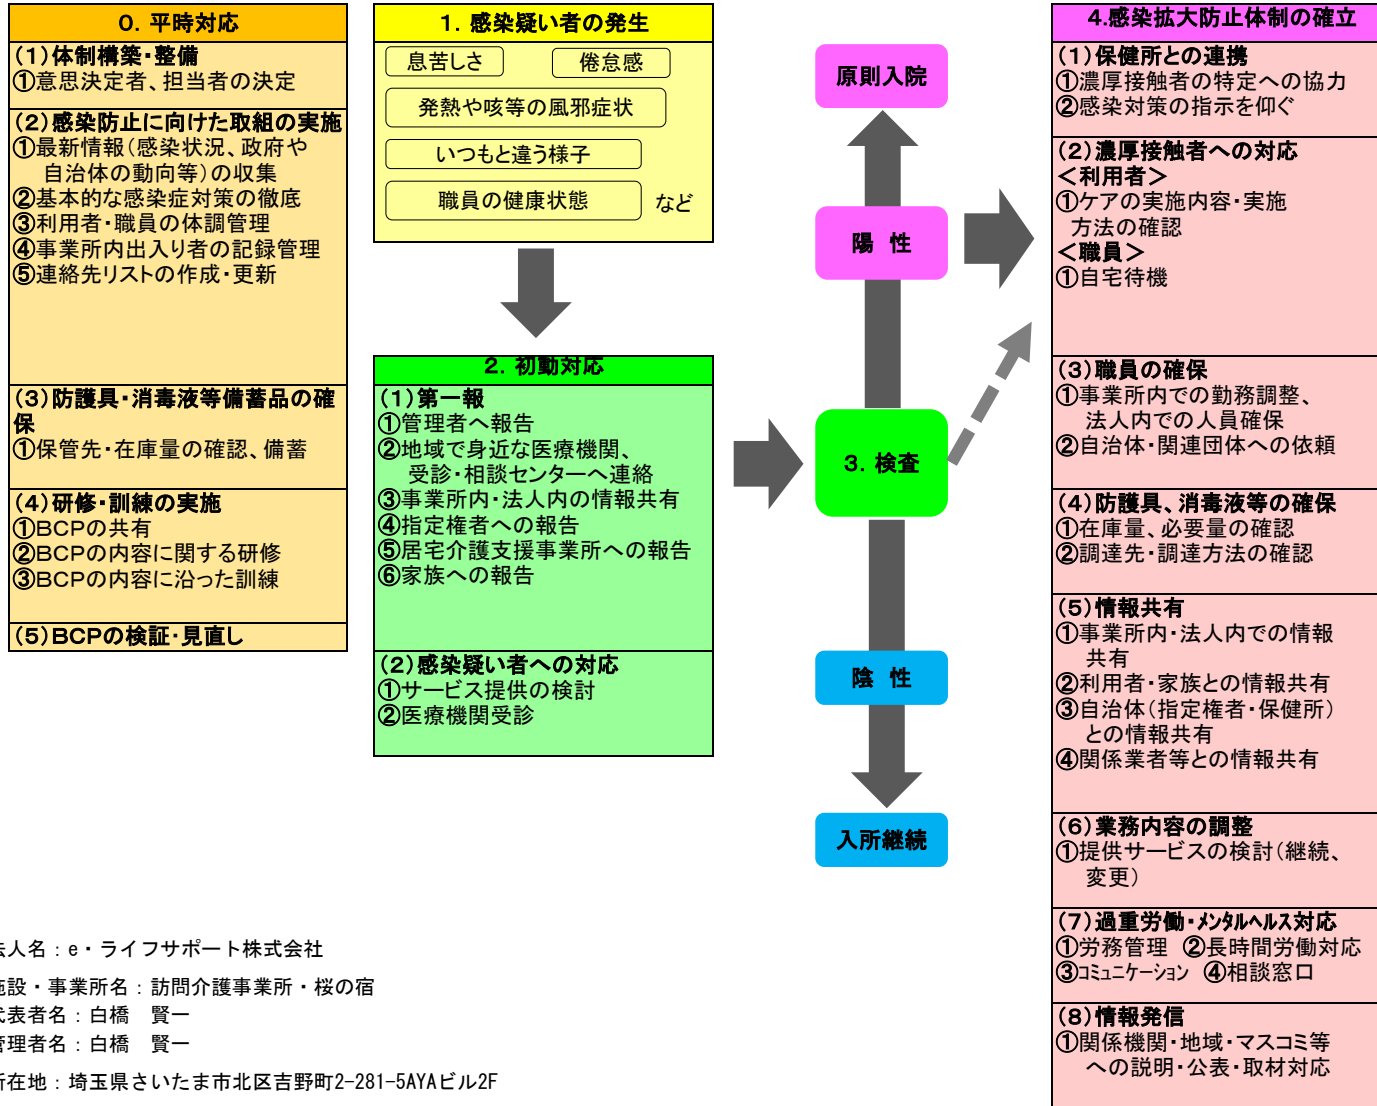 0．平時対応
（1）体制構築・整備
①意思決定者、担当者の決定
（2）感染防止に向けた取組の実施
①最新情報（感染状況、政府や
自治体の動向等）の収集
②基本的な感染症対策の徹底
③利用者・職員の体調管理
④事業所内出入り者の記録管理
⑤連絡先リストの作成・更新
（3）防護具・消毒液等備蓄品の確
保
①保管先・在庫量の確認、備蓄
（4）研修・訓練の実施
①BCPの共有
②BCPの内容に関する研修
③BCPの内容に沿った訓練
（5）BCPの検証・見直し
1．感染疑い者の発生
息苦しさ
倦怠感
発熱や咳等の風邪症状
いつもと違う様子
職員の健康状態
など
2．初動対応
（1）第一報
①管理者へ報告
②地域で身近な医療機関、
受診・相談センターへ連絡
③事業所内・法人内の情報共有
④指定権者への報告
⑤居宅介護支援事業所への報告
⑥家族への報告
（2）感染疑い者への対応
①サービス提供の検討
②医療機関受診
原則入院
陽 性
3．検査
陰 性
入所継続
4.感染拡大防止体制の確立
（1）保健所との連携
①濃厚接触者の特定への協力
②感染対策の指示を仰ぐ
（2）濃厚接触者への対応
＜利用者＞
①ケアの実施内容・実施
方法の確認
＜職員＞
①自宅待機
（3）職員の確保
①事業所内での勤務調整、
法人内での人員確保
②自治体・関連団体への依頼
（4）防護具、消毒液等の確保
①在庫量、必要量の確認
②調達先・調達方法の確認
（5）情報共有
①事業所内・法人内での情報
共有
②利用者・家族との情報共有
③自治体（指定権者・保健所）
との情報共有
④関係業者等との情報共有
（6）業務内容の調整
①提供サービスの検討（継続、
変更）
（7）過重労働・メンタルヘルス対応
①労務管理 ②長時間労働対応
③コミュニケーション ④相談窓口
（8）情報発信
①関係機関・地域・マスコミ等
への説明・公表・取材対応
法人名：e・ライフサポート株式会社
施設・事業所名：訪問介護事業所・桜の宿
代表者名：白橋 賢一
管理者名：白橋 賢一
所在地：埼玉県さいたま市北区吉野町2-281-5AYAビル2F